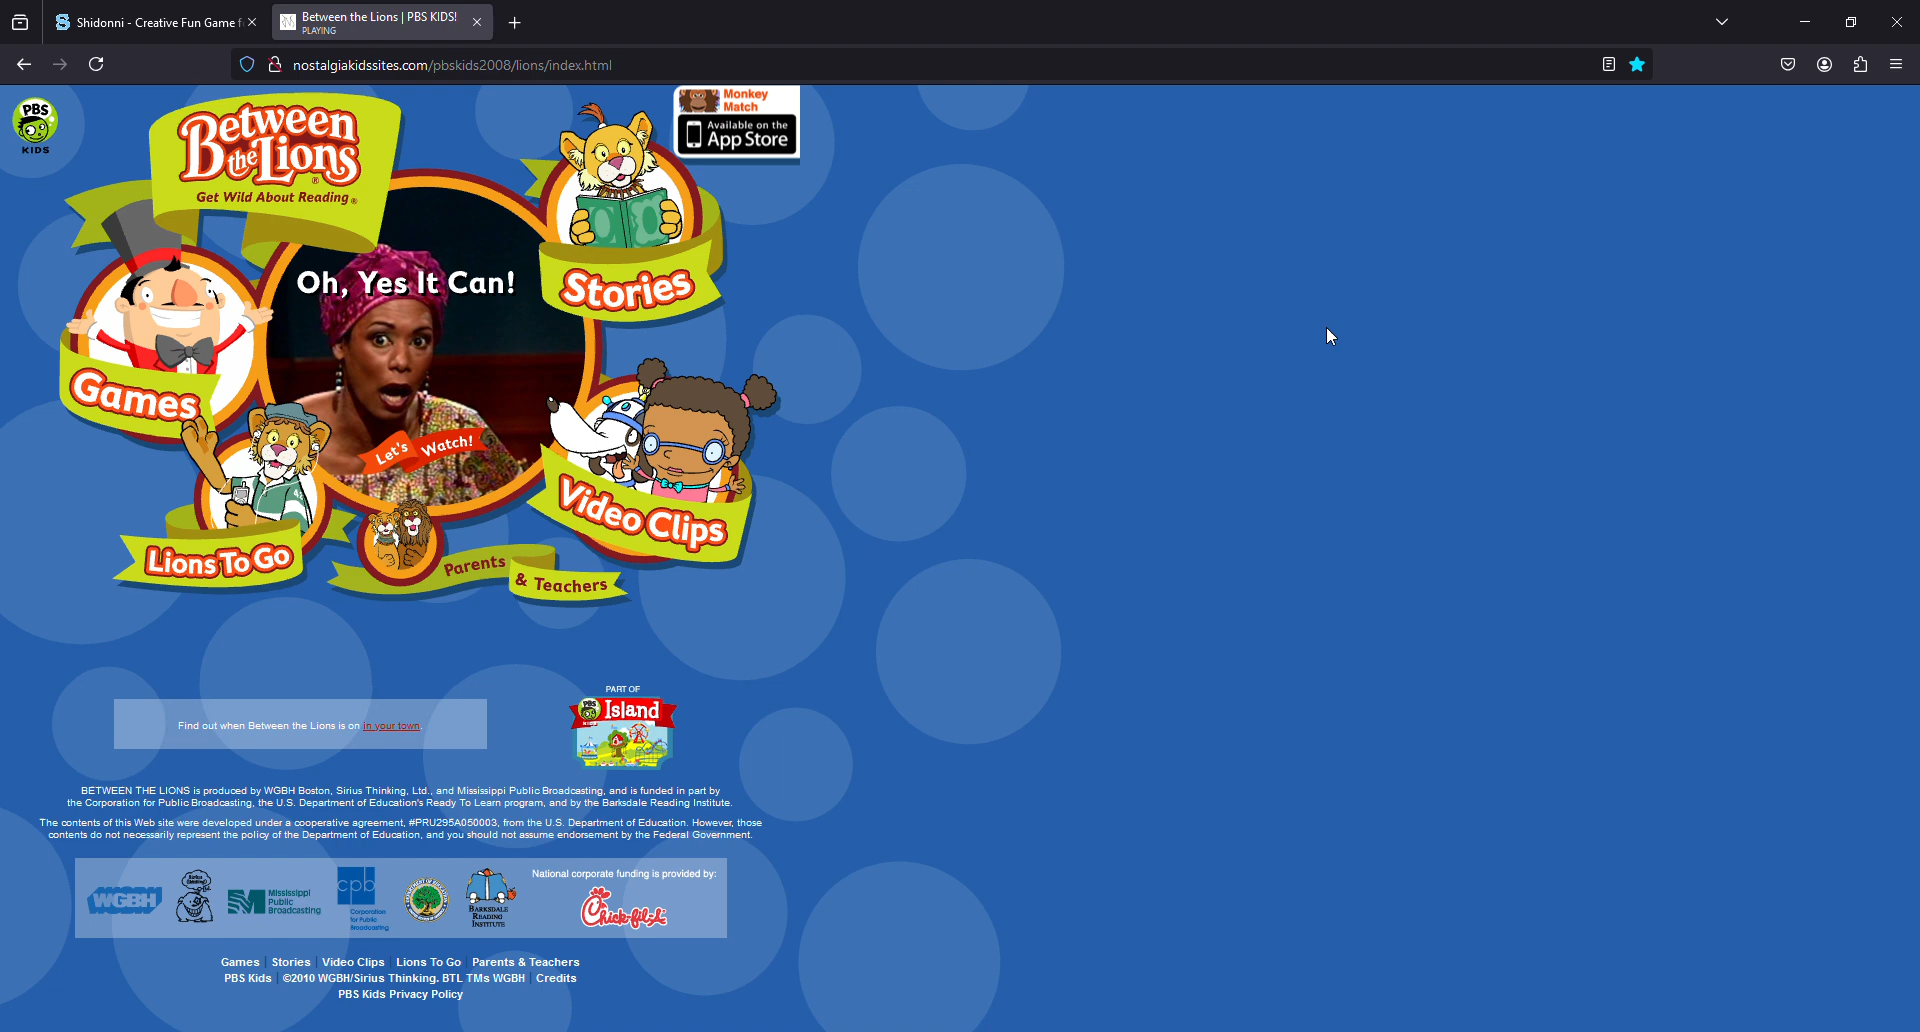 Shidonni - Creative Fun Game f
Between the Lions | PBS KIDS!
PLAYING
nostalgiakidssites.com/pbskids2008/lions/index.html
PBS
KIDS
Between
the Lions®
Get Wild About Reading®
Monkey
Match
Available on the
App Store
Oh, Yes It Can!
Stories
Games
Let's Watch!
Video Clips
Lions To Go
Parents
& Teachers
PART OF
PBS
KIDS
Island
Find out when Between the Lions is on in your town.
BETWEEN THE LIONS is produced by WGBH Boston, Sirius Thinking, Ltd., and Mississippi Public Broadcasting, and is funded in part by
the Corporation for Public Broadcasting, the U.S. Department of Education's Ready To Learn program, and by the Barksdale Reading Institute.
The contents of this Web site were developed under a cooperative agreement, #PRU295A050003, from the U.S. Department of Education. However, those
contents do not necessarily represent the policy of the Department of Education, and you should not assume endorsement by the Federal Government.
WGBH
Sirius
Thinking
Ltd.
Mississippi
Public
Broadcasting
cpb
Corporation
for Public
Broadcasting
BARKSDALE
READING
INSTITUTE
National corporate funding is provided by:
Chick-fil-A
Games | Stories | Video Clips | Lions To Go | Parents & Teachers
PBS Kids | ©2010 WGBH/Sirius Thinking. BTL TMs WGBH | Credits
PBS Kids Privacy Policy